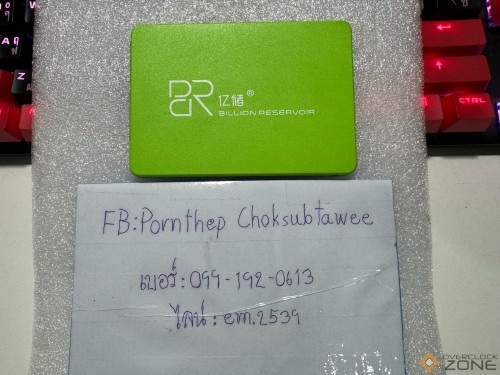 亿储®
BILLION RESERVOIR
CTRL
FB:Pornthep Choksubtawee
เบอร์ : 099-192-0613
ไลน์ : em.2539
OVERCLOCK
ZONE